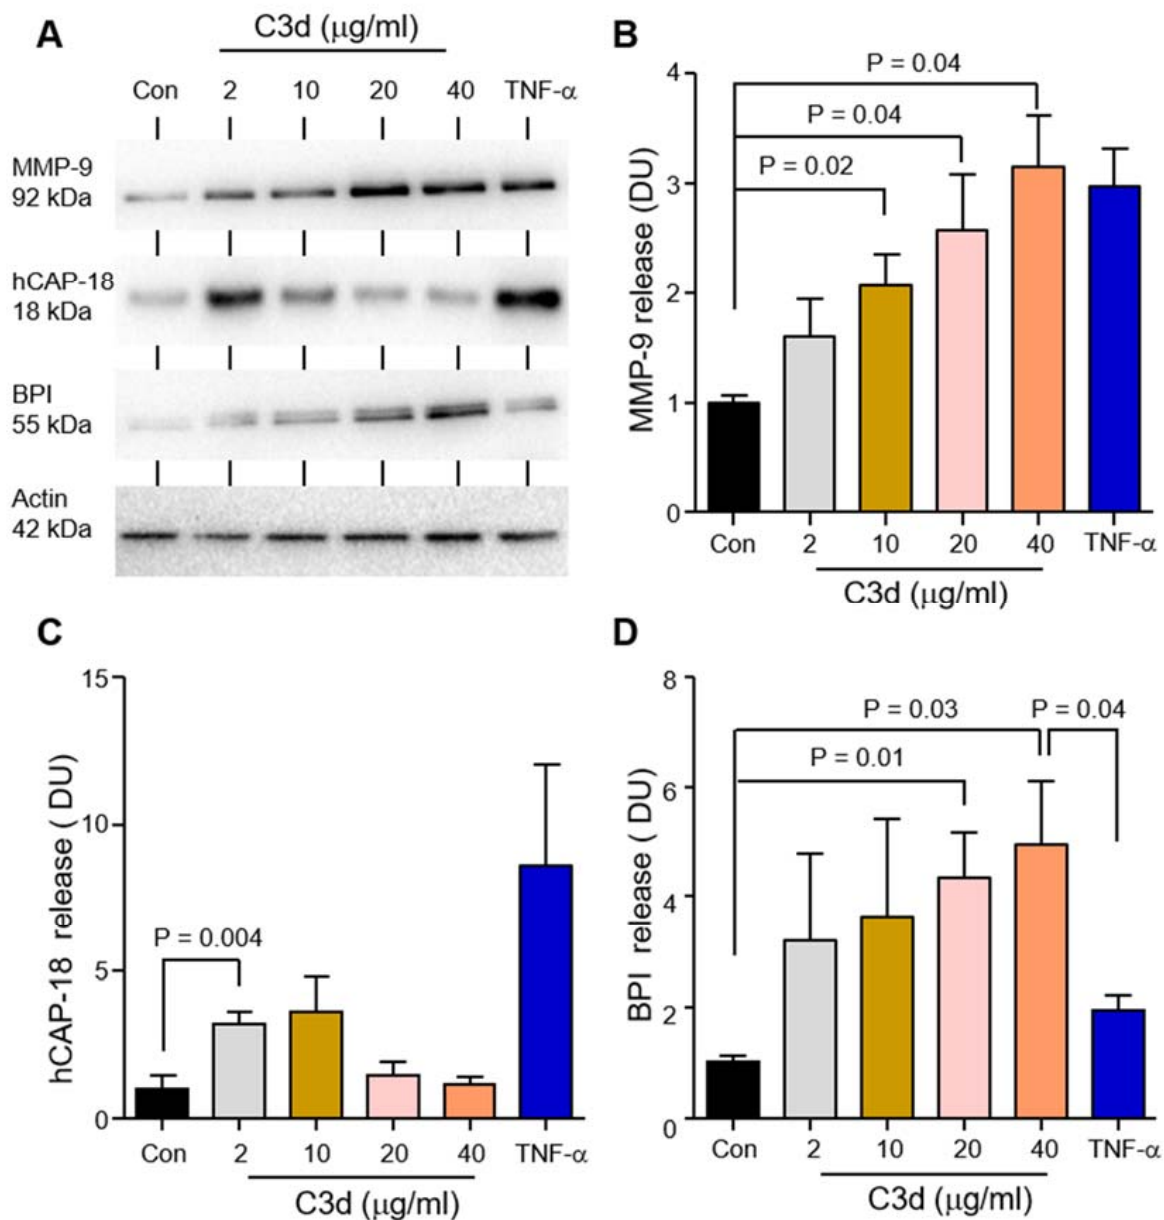 A
C3d (μg/ml)
Con 2 10 20 40 TNF-α
MMP-9
92 kDa
hCAP-18
18 kDa
BPI
55 kDa
Actin
42 kDa
B
MMP-9 release (DU)
4
3
2
1
0
P = 0.04
P = 0.04
P = 0.02
Con 2 10 20 40 TNF-α
C3d (μg/ml)
C
hCAP-18 release ( DU)
15
10
5
0
P = 0.004
Con 2 10 20 40 TNF-α
C3d (μg/ml)
D
BPI release ( DU)
8
6
4
2
0
P = 0.03 P = 0.04
P = 0.01
Con 2 10 20 40 TNF-α
C3d (μg/ml)